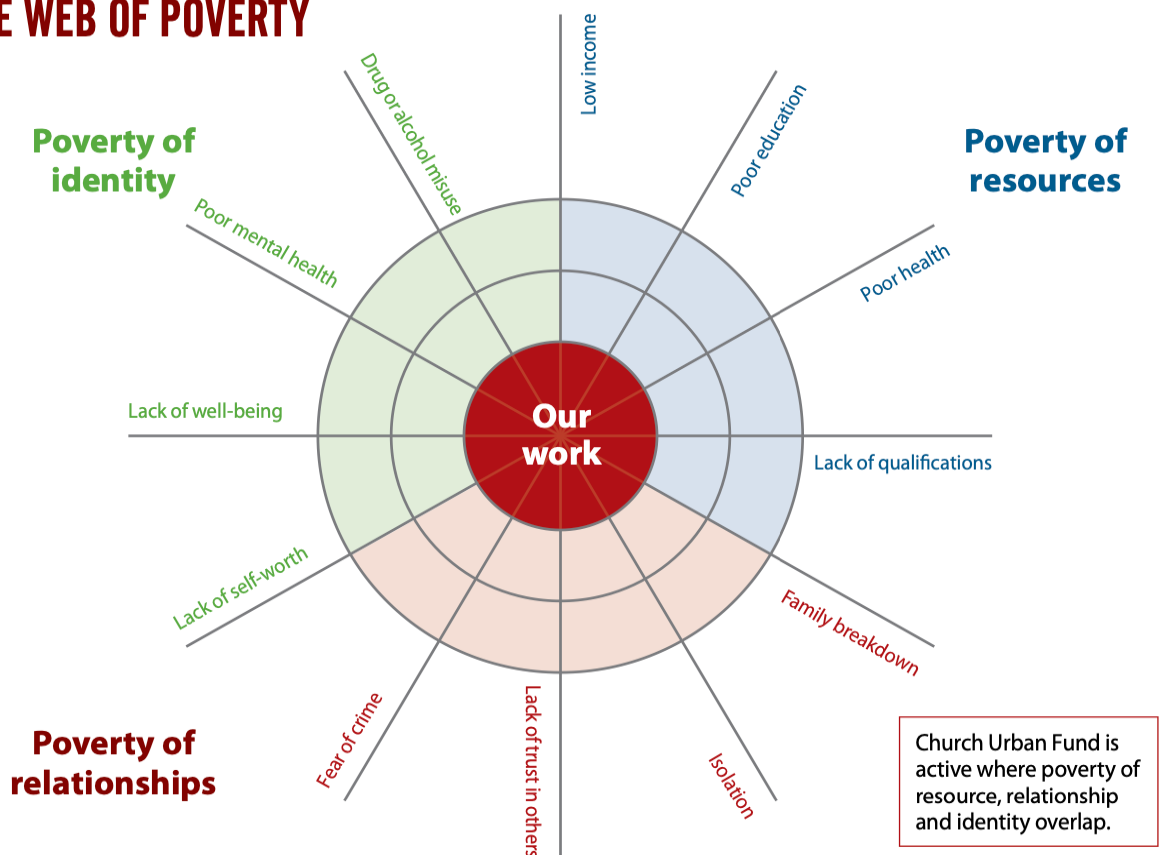 E WEB OF POVERTY
Low income
Drug or alcohol misuse
Poor education
Poverty of
identity
Poverty of
resources
Poor mental health
Poor health
Lack of well-being
Our
work
Lack of qualifications
Lack of self-worth
Family breakdown
Fear of crime
Lack of trust in others
Isolation
Poverty of
relationships
Church Urban Fund is
active where poverty of
resource, relationship
and identity overlap.